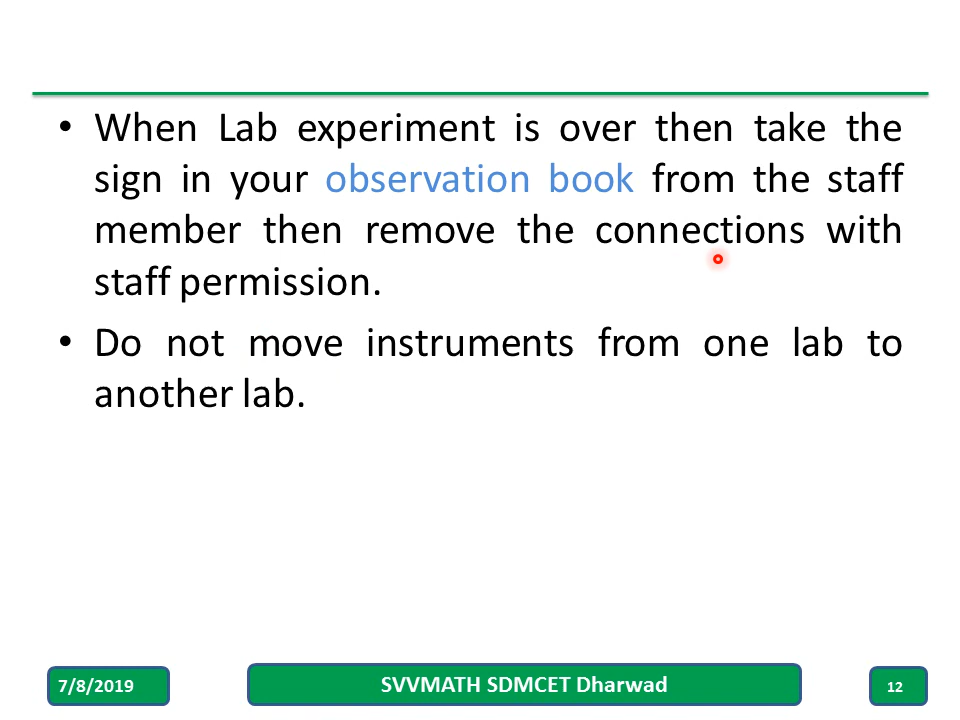 • When Lab experiment is over then take the
sign in your observation book from the staff
member then remove the connections with
staff permission.
• Do not move instruments from one lab to
another lab.
7/8/2019
SVVMATH SDMCET Dharwad
12